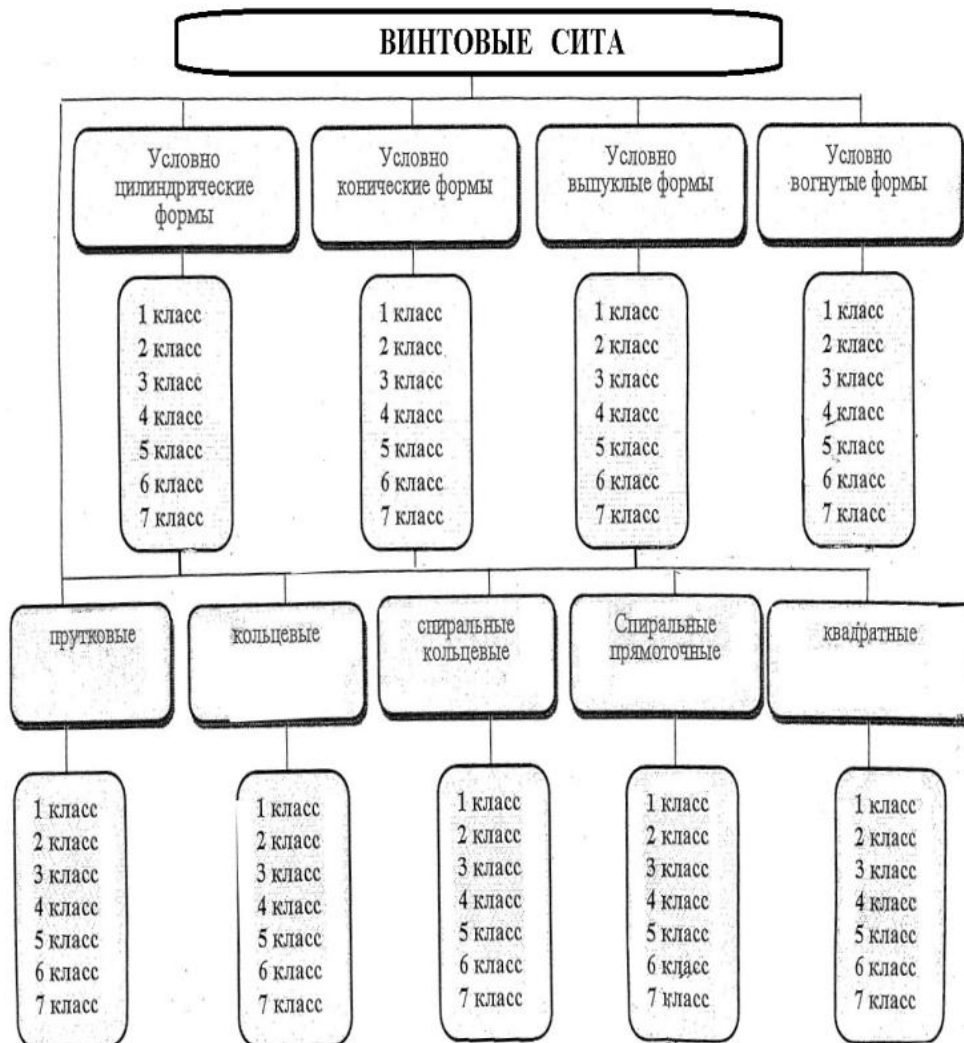 ВИНТОВЫЕ СИТА
Условно
цилиндрические
формы
Условно
конические формы
Условно
выпуклые формы
Условно
вогнутые формы
1 класс
2 класс
3 класс
4 класс
5 класс
6 класс
7 класс
1 класс
2 класс
3 класс
4 класс
5 класс
6 класс
7 класс
1 класс
2 класс
3 класс
4 класс
5 класс
6 класс
7 класс
1 класс
2 класс
3 класс
4 класс
5 класс
6 класс
7 класс
прутковые
кольцевые
спиральные
кольцевые
Спиральные
прямоточные
квадратные
1 класс
2 класс
3 класс
4 класс
5 класс
6 класс
7 класс
1 класс
2 класс
3 класс
4 класс
5 класс
6 класс
7 класс
1 класс
2 класс
3 класс
4 класс
5 класс
6 класс
7 класс
1 класс
2 класс
3 класс
4 класс
5 класс
6 класс
7 класс
1 класс
2 класс
3 класс
4 класс
5 класс
6 класс
7 класс